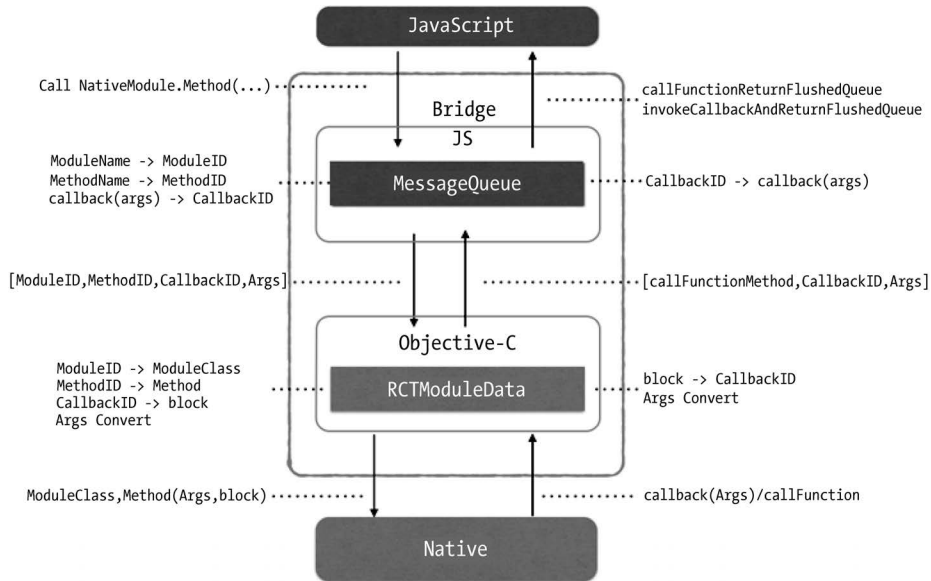 JavaScript
Call NativeModule.Method(...)
callFunctionReturnFlushedQueue
invokeCallbackAndReturnFlushedQueue
Bridge
JS
ModuleName -> ModuleID
MethodName -> MethodID
callback(args) -> CallbackID
MessageQueue
CallbackID -> callback(args)
[ModuleID,MethodID,CallbackID,Args]
[callFunctionMethod,CallbackID,Args]
Objective-C
ModuleID -> ModuleClass
MethodID -> Method
CallbackID -> block
Args Convert
RCTModuleData
block -> CallbackID
Args Convert
ModuleClass,Method(Args,block)
callback(Args)/callFunction
Native